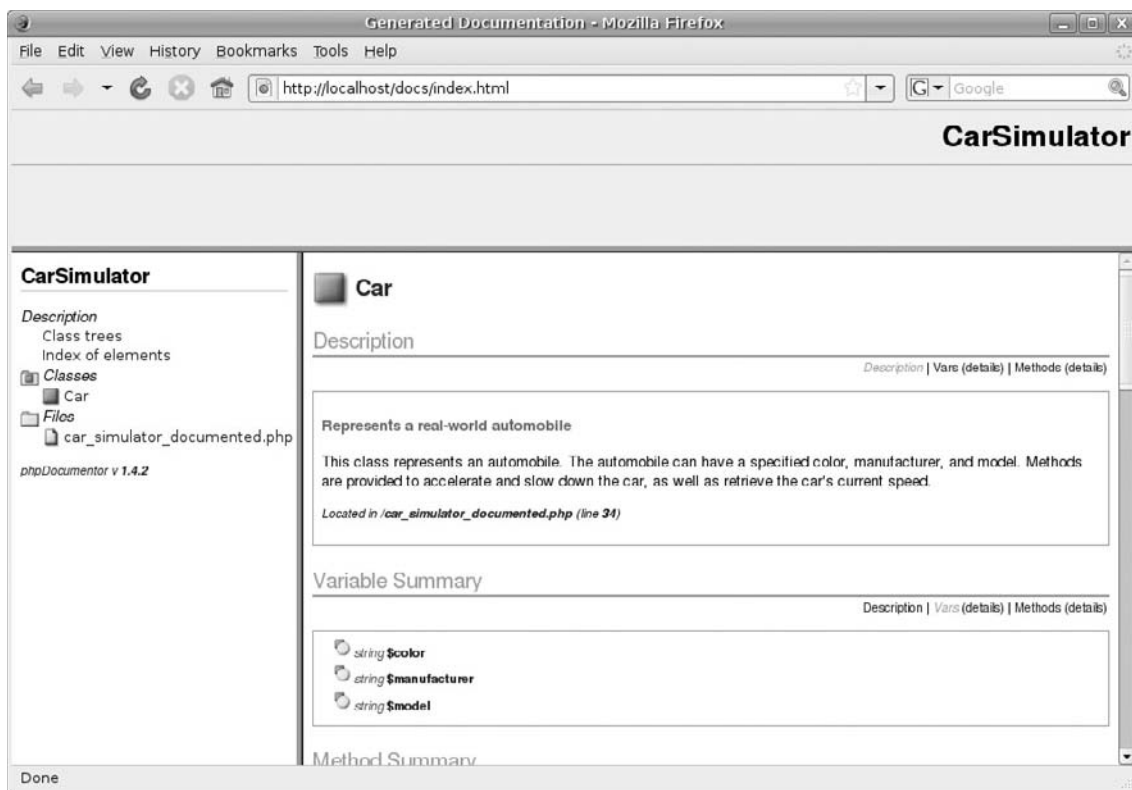 Generated Documentation - Mozilla Firefox
File Edit View History Bookmarks Tools Help
http://localhost/docs/index.html
G Google
CarSimulator
CarSimulator
Description
Class trees
Index of elements
Classes
Car
Files
car_simulator_documented.php
phpDocumentor v 1.4.2
Car
Description
Description | Vars (details) | Methods (details)
Represents a real-world automobile
This class represents an automobile. The automobile can have a specified color, manufacturer, and model. Methods
are provided to accelerate and slow down the car, as well as retrieve the car's current speed.
Located in /car_simulator_documented.php (line 34)
Variable Summary
Description | Vars (details) | Methods (details)
string $color
string $manufacturer
string $model
Method Summary
Done